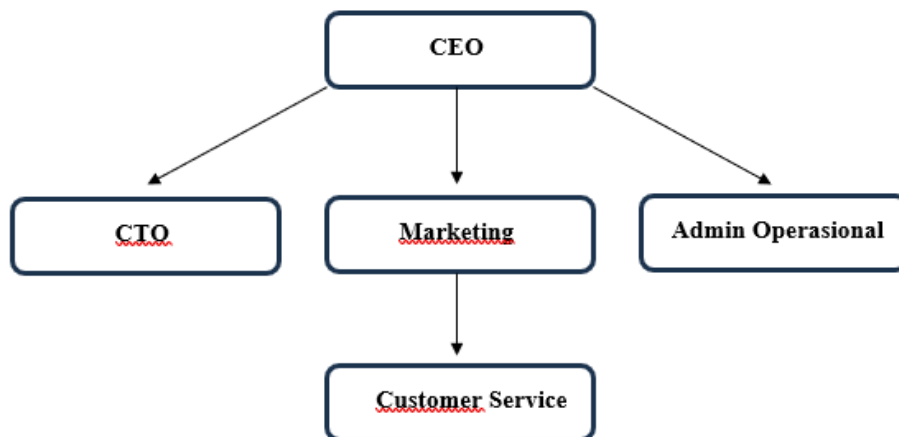 CEO
CTO
Marketing
Admin Operasional
Customer Service